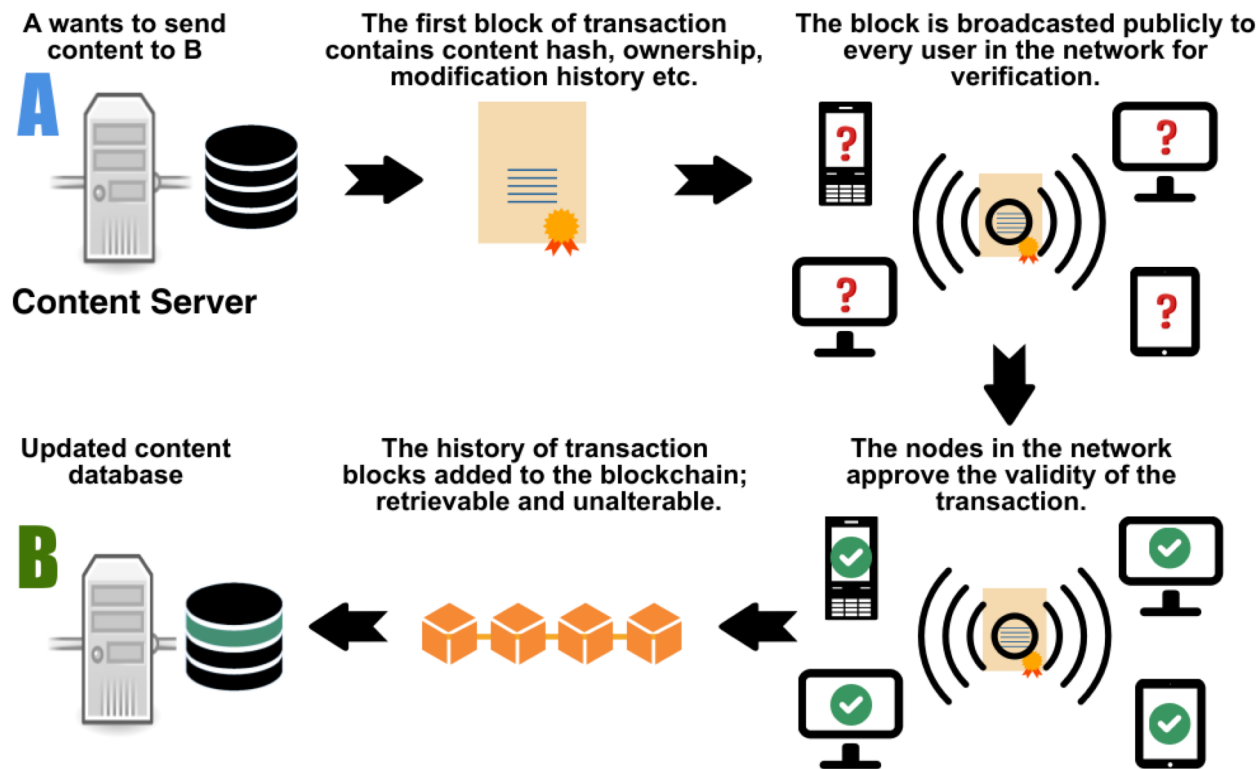 A wants to send
content to B
A
Content Server
The first block of transaction
contains content hash, ownership,
modification history etc.
The block is broadcasted publicly to
every user in the network for
verification.
? 
?
?
?
The nodes in the network
approve the validity of the
transaction.
The history of transaction
blocks added to the blockchain;
retrievable and unalterable.
Updated content
database
B